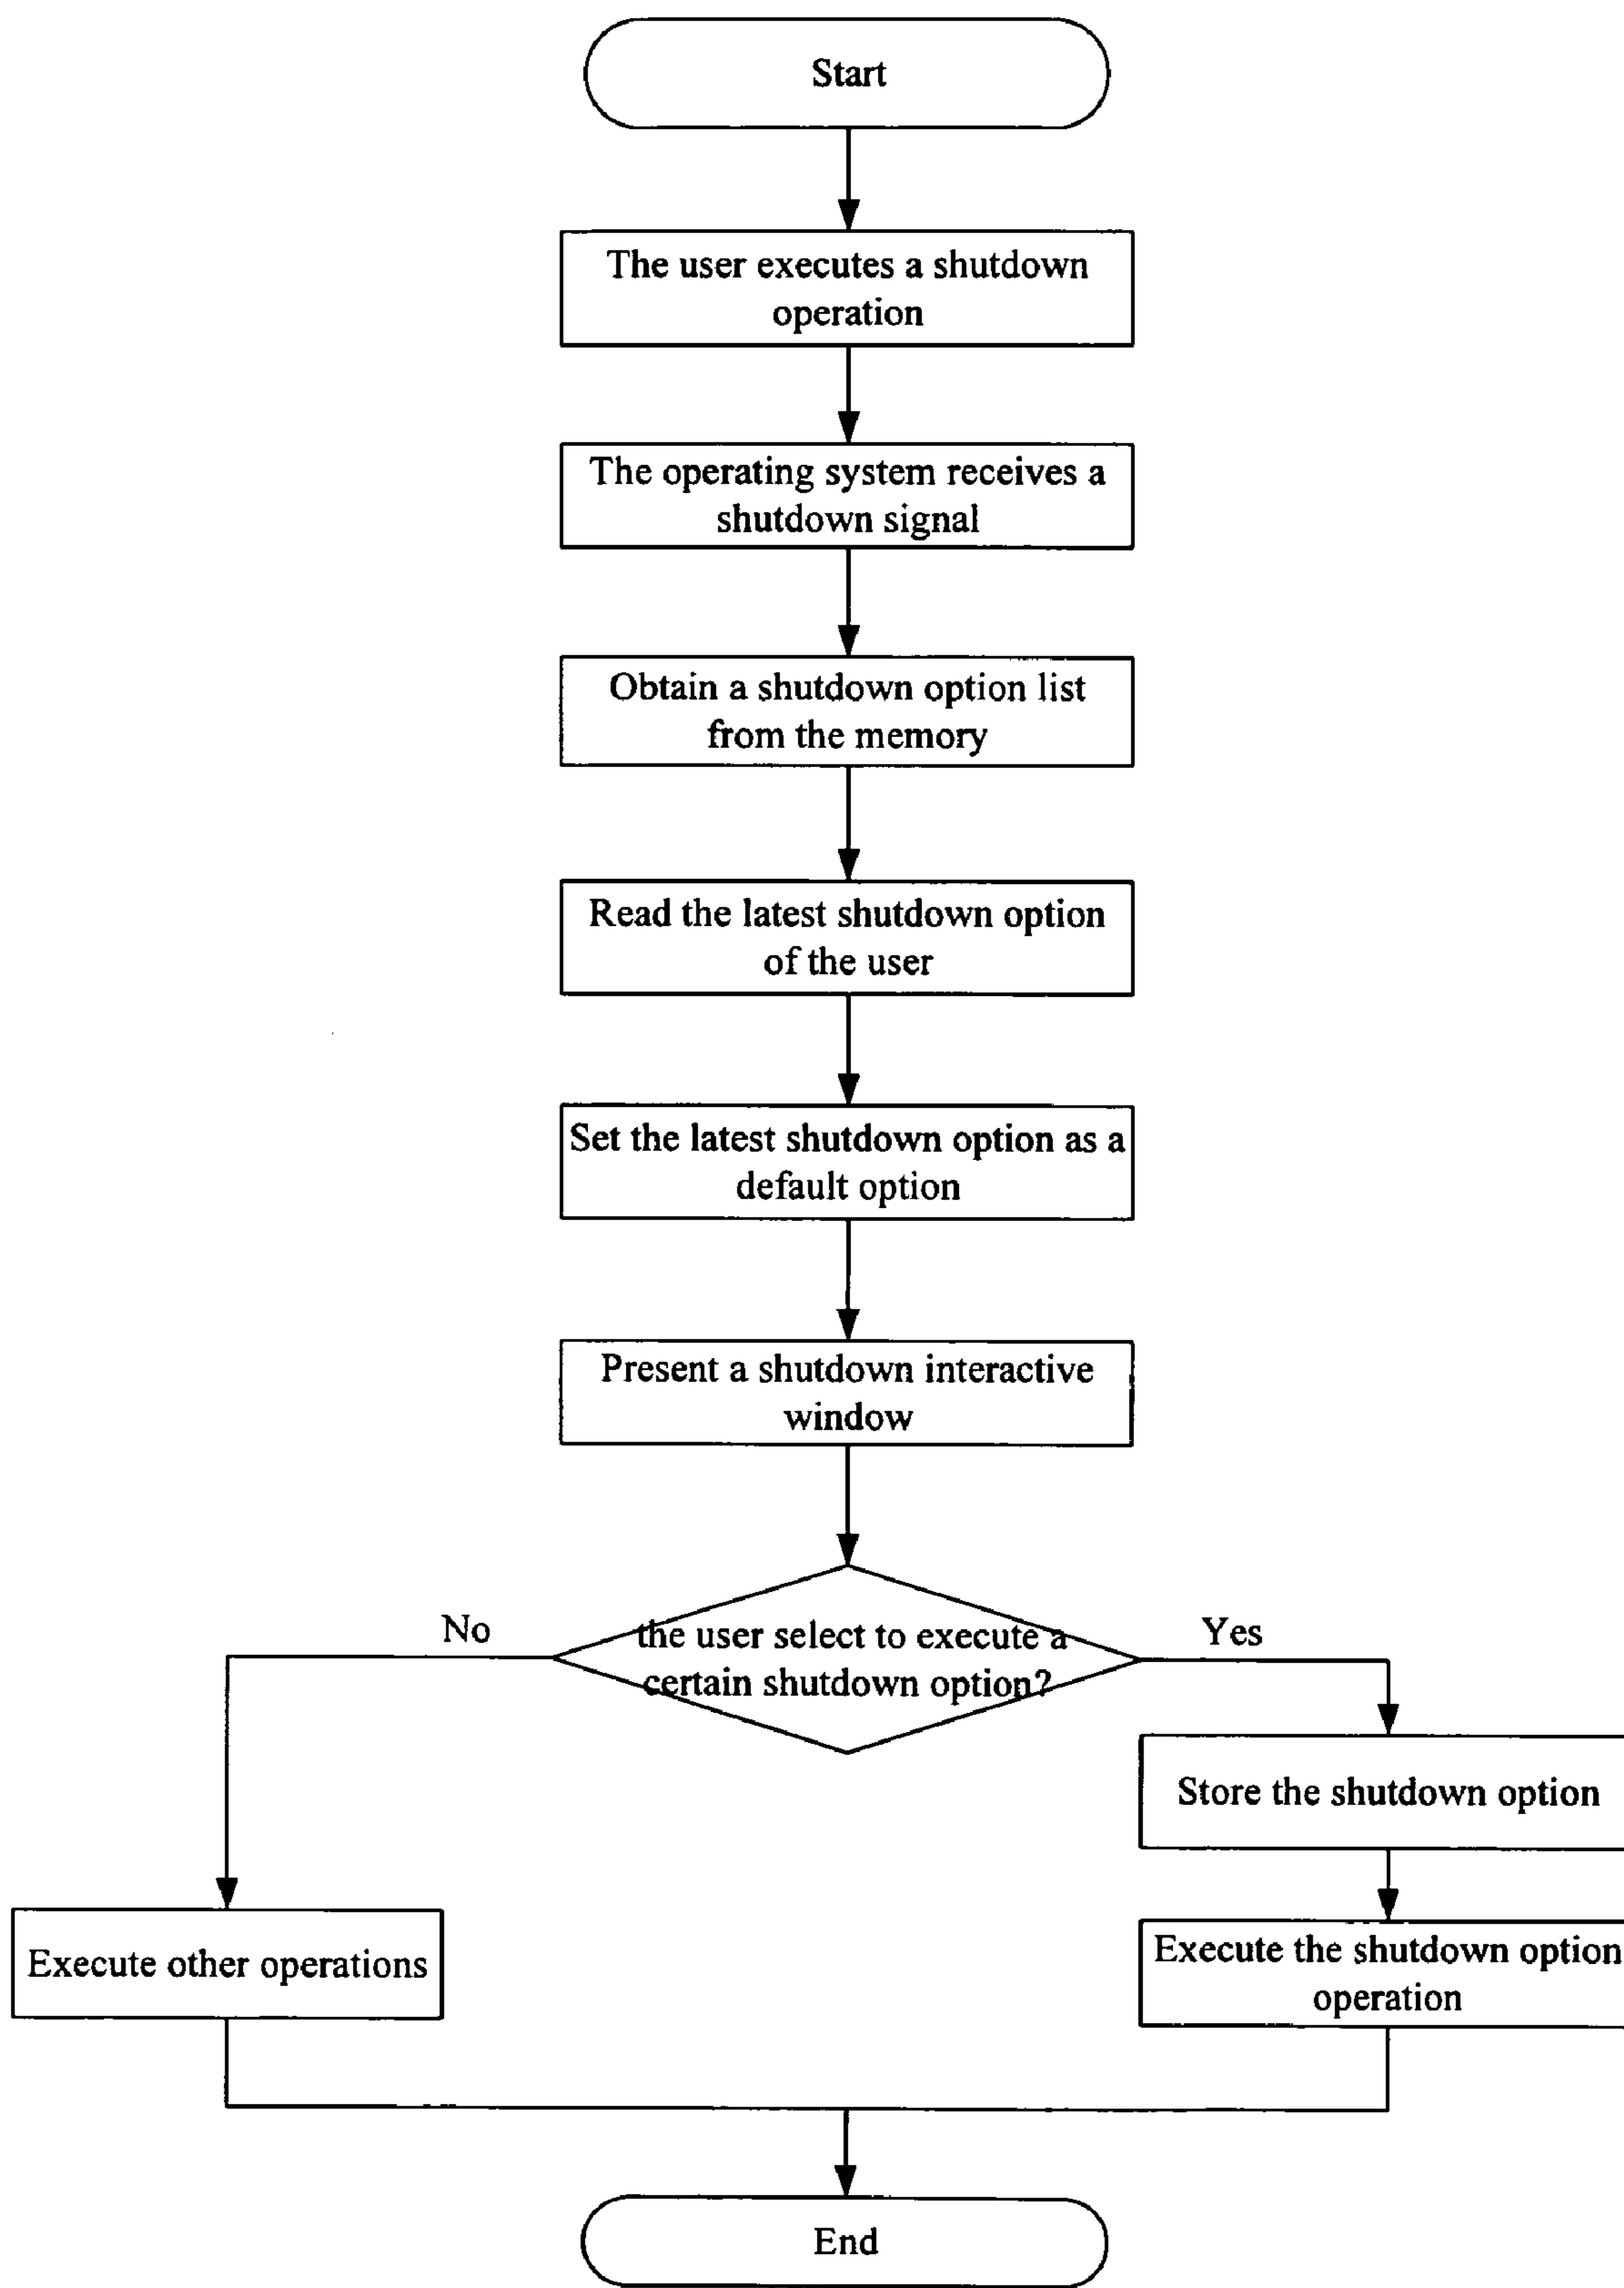 Start
The user executes a shutdown
operation
The operating system receives a
shutdown signal
Obtain a shutdown option list
from the memory
Read the latest shutdown option
of the user
Set the latest shutdown option as a
default option
Present a shutdown interactive
window
No
the user select to execute a
certain shutdown option?
Yes
Store the shutdown option
Execute other operations
Execute the shutdown option
operation
End